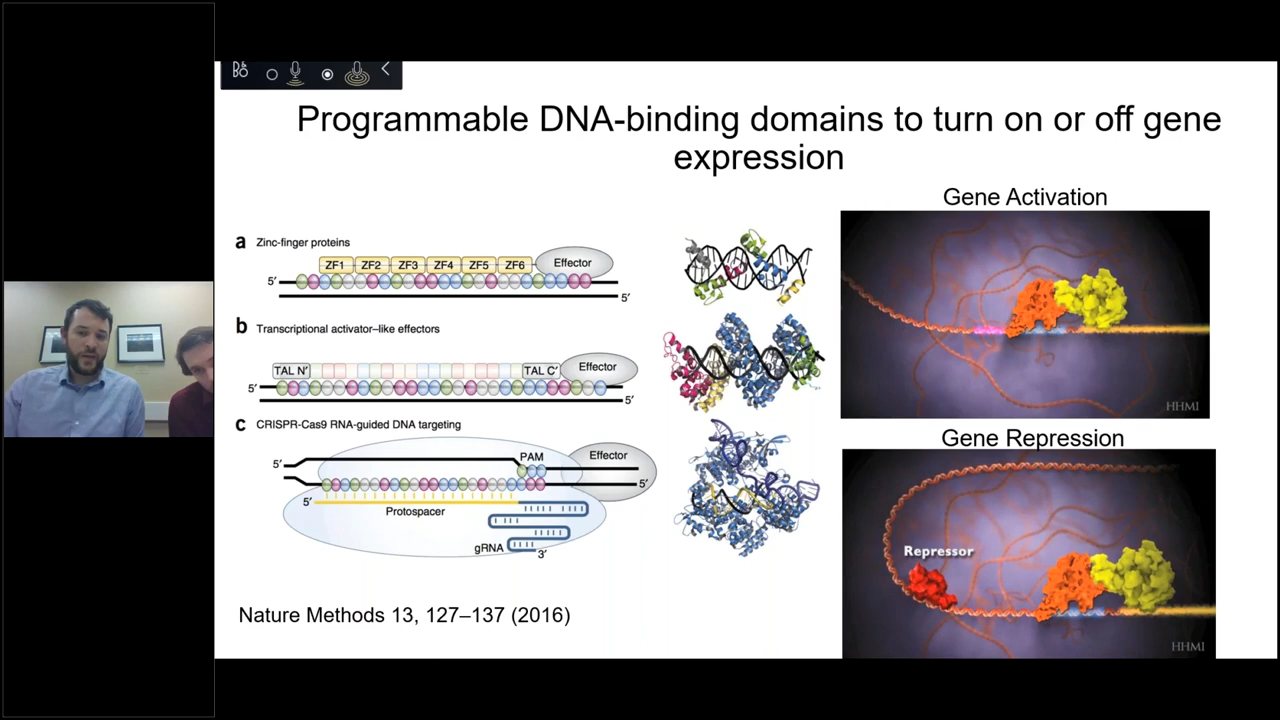 Programmable DNA-binding domains to turn on or off gene
expression
a Zinc-finger proteins
ZF1 ZF2 ZF3 ZF4 ZF5 ZF6 Effector
5′
5′
b Transcriptional activator–like effectors
TAL N′ TAL C′ Effector
5′
5′
c CRISPR-Cas9 RNA-guided DNA targeting
PAM Effector
5′
5′
5′
Protospacer
gRNA
3′
Nature Methods 13, 127–137 (2016)
Gene Activation
HHMI
Gene Repression
Repressor
HHMI